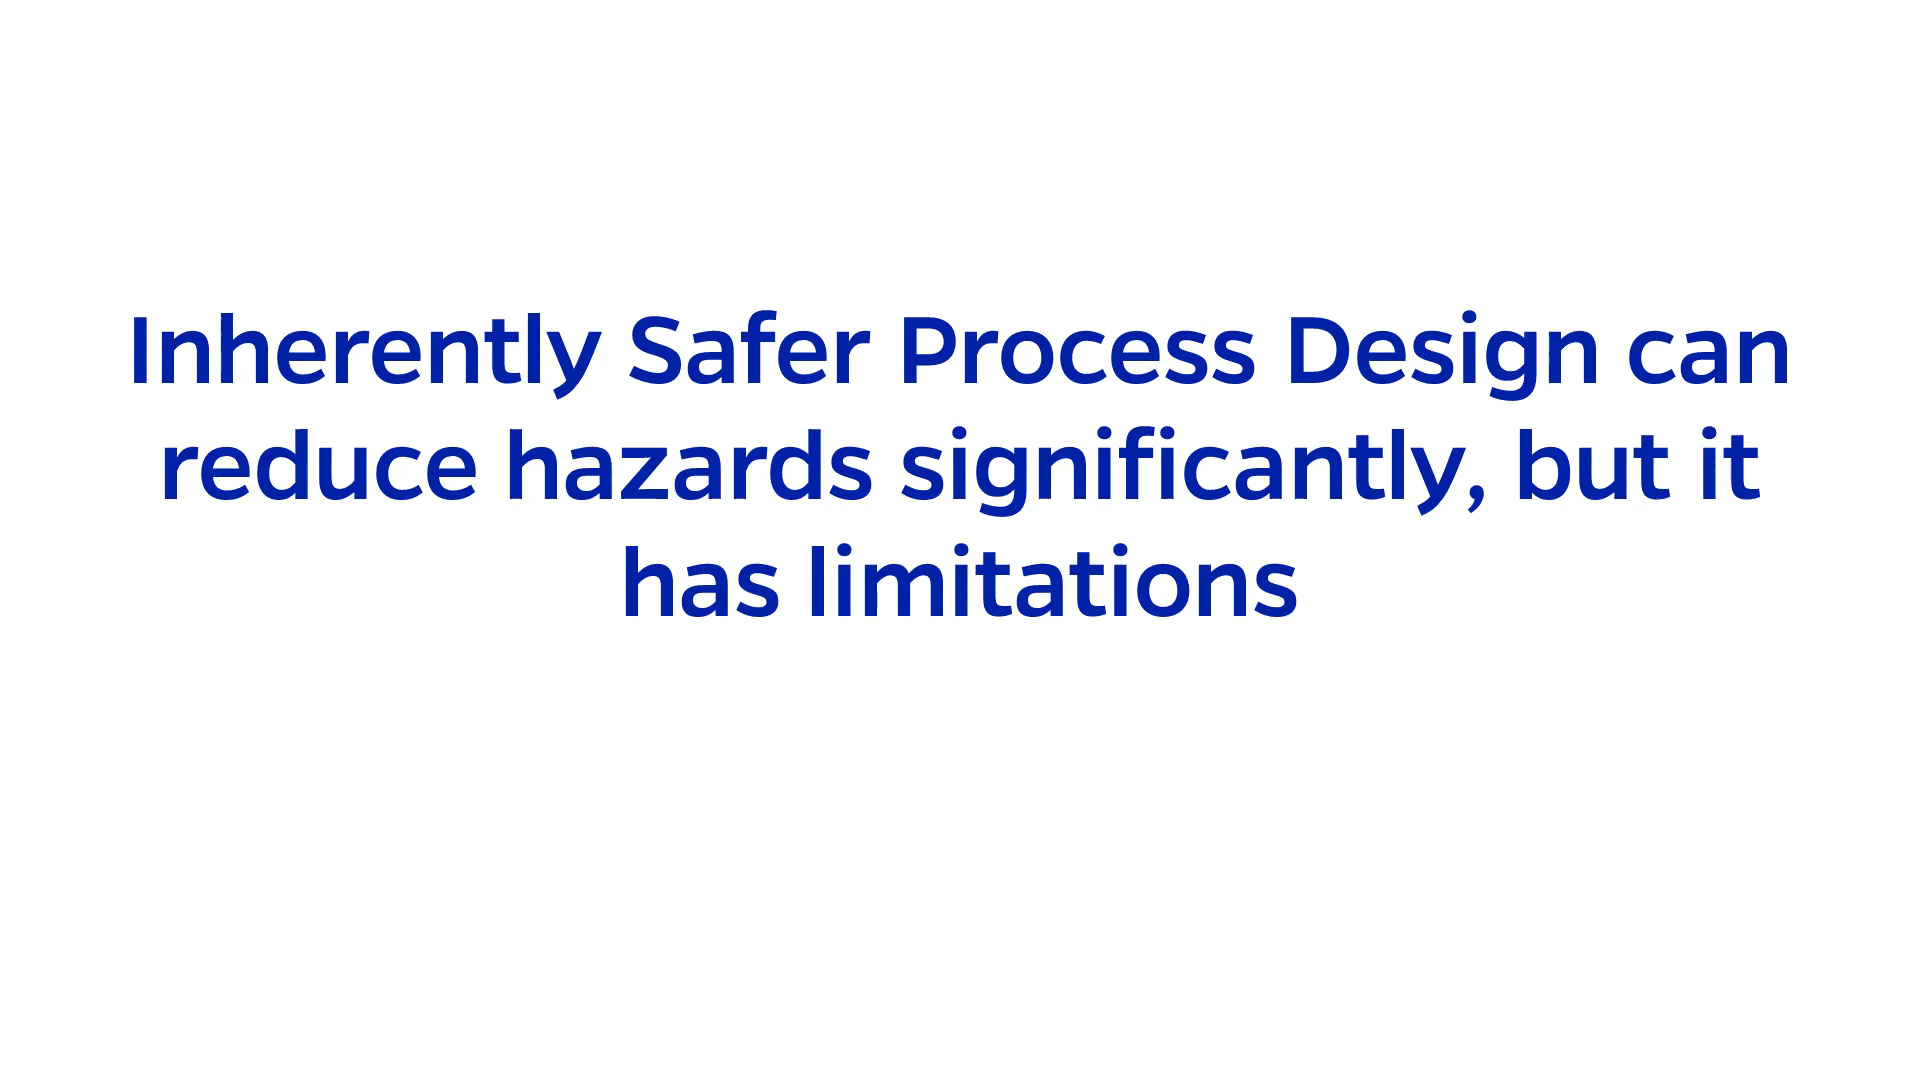 Inherently Safer Process Design can
reduce hazards significantly, but it
has limitations